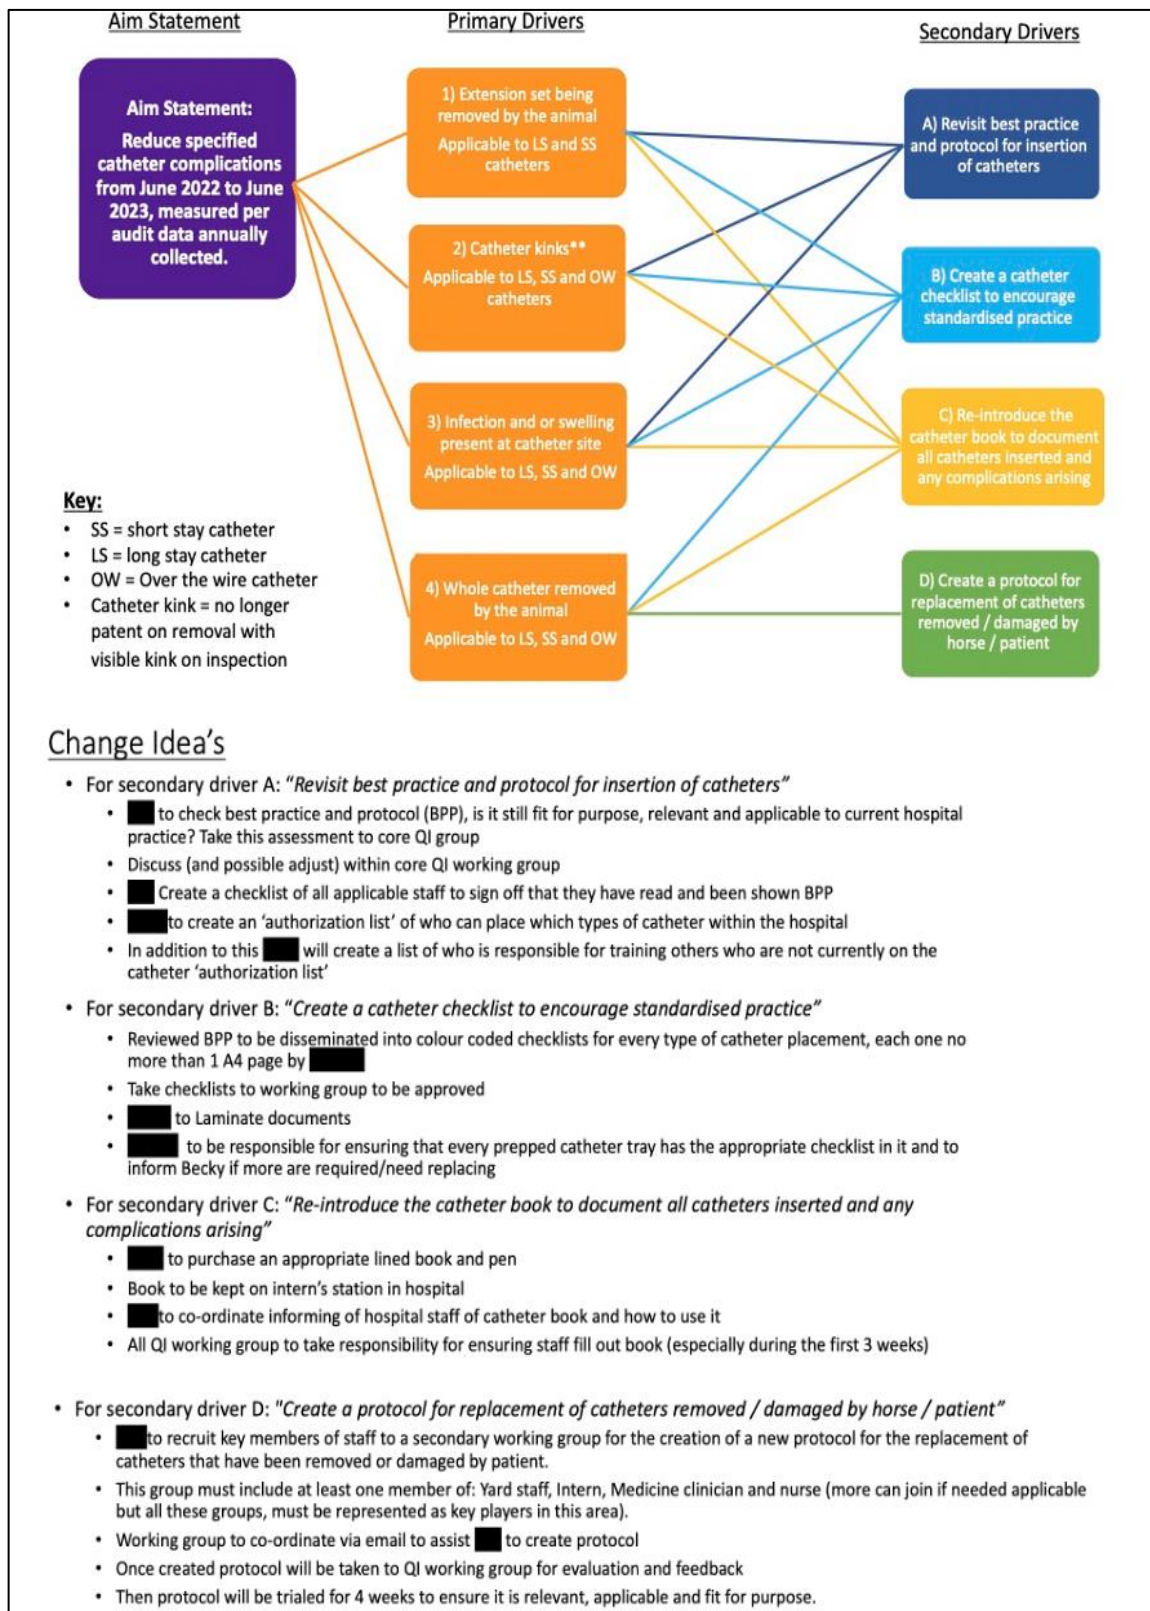 Aim Statement
Primary Drivers
Secondary Drivers
Aim Statement:
Reduce specified
catheter complications
from June 2022 to June
2023, measured per
audit data annually
collected.
1) Extension set being
removed by the animal
Applicable to LS and SS
catheters
2) Catheter kinks**
Applicable to LS, SS and OW
catheters
3) Infection and or swelling
present at catheter site
Applicable to LS, SS and OW
4) Whole catheter removed
by the animal
Applicable to LS, SS and OW
A) Revisit best practice
and protocol for insertion
of catheters
B) Create a catheter
checklist to encourage
standardised practice
C) Re-introduce the
catheter book to document
all catheters inserted and
any complications arising
D) Create a protocol for
replacement of catheters
removed / damaged by
horse / patient
Key:
• SS = short stay catheter
• LS = long stay catheter
• OW = Over the wire catheter
• Catheter kink = no longer
patent on removal with
visible kink on inspection
Change Idea's
• For secondary driver A: "Revisit best practice and protocol for insertion of catheters"
• to check best practice and protocol (BPP), is it still fit for purpose, relevant and applicable to current hospital
practice? Take this assessment to core QI group
• Discuss (and possible adjust) within core QI working group
• Create a checklist of all applicable staff to sign off that they have read and been shown BPP
• to create an 'authorization list' of who can place which types of catheter within the hospital
• In addition to this will create a list of who is responsible for training others who are not currently on the
catheter 'authorization list'
• For secondary driver B: "Create a catheter checklist to encourage standardised practice"
• Reviewed BPP to be disseminated into colour coded checklists for every type of catheter placement, each one no
more than 1 A4 page by
• Take checklists to working group to be approved
• to Laminate documents
• to be responsible for ensuring that every prepped catheter tray has the appropriate checklist in it and to
inform Becky if more are required/need replacing
• For secondary driver C: "Re-introduce the catheter book to document all catheters inserted and any
complications arising"
• to purchase an appropriate lined book and pen
• Book to be kept on intern's station in hospital
• to co-ordinate informing of hospital staff of catheter book and how to use it
• All QI working group to take responsibility for ensuring staff fill out book (especially during the first 3 weeks)
• For secondary driver D: "Create a protocol for replacement of catheters removed / damaged by horse / patient"
• to recruit key members of staff to a secondary working group for the creation of a new protocol for the replacement of
catheters that have been removed or damaged by patient.
• This group must include at least one member of: Yard staff, Intern, Medicine clinician and nurse (more can join if needed applicable
but all these groups, must be represented as key players in this area).
• Working group to co-ordinate via email to assist to create protocol
• Once created protocol will be taken to QI working group for evaluation and feedback
• Then protocol will be trialed for 4 weeks to ensure it is relevant, applicable and fit for purpose.